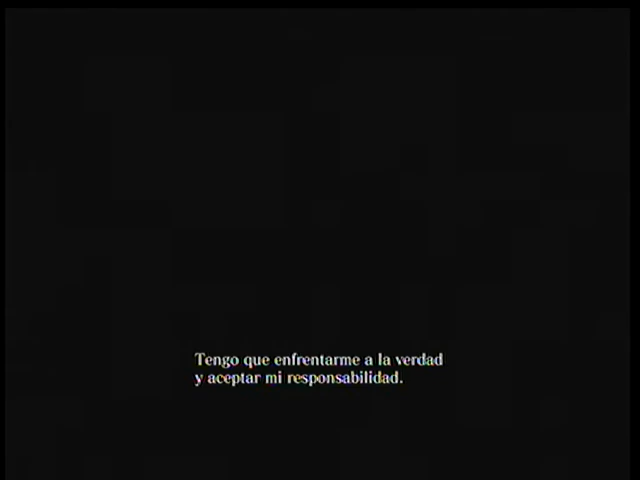 Tengo que enfrentarme a la verdad
y aceptar mi responsabilidad.